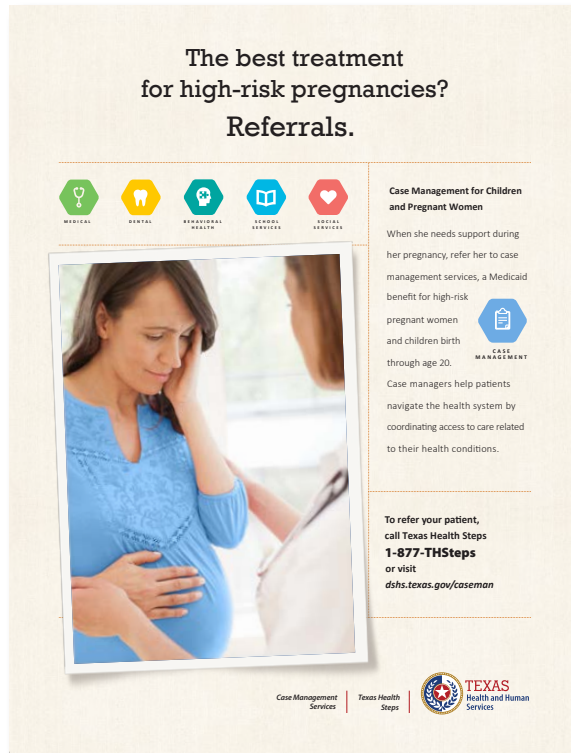 The best treatment
for high-risk pregnancies?
Referrals.
MEDICAL
DENTAL
BEHAVIORAL
HEALTH
SCHOOL
SERVICES
SOCIAL
SERVICES
Case Management for Children
and Pregnant Women
When she needs support during
her pregnancy, refer her to case
management services, a Medicaid
benefit for high-risk
pregnant women
and children birth
through age 20.
CASE
MANAGEMENT
Case managers help patients
navigate the health system by
coordinating access to care related
to their health conditions.
To refer your patient,
call Texas Health Steps
1-877-THSteps
or visit
dshs.texas.gov/caseman
Case Management
Services
Texas Health
Steps
TEXAS
Health and Human
Services